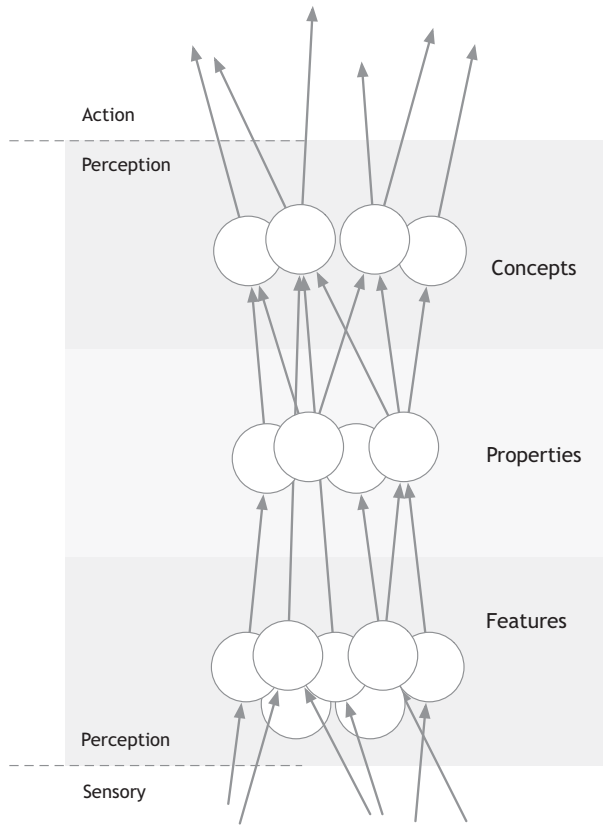 Action
Perception
Concepts
Properties
Features
Perception
Sensory